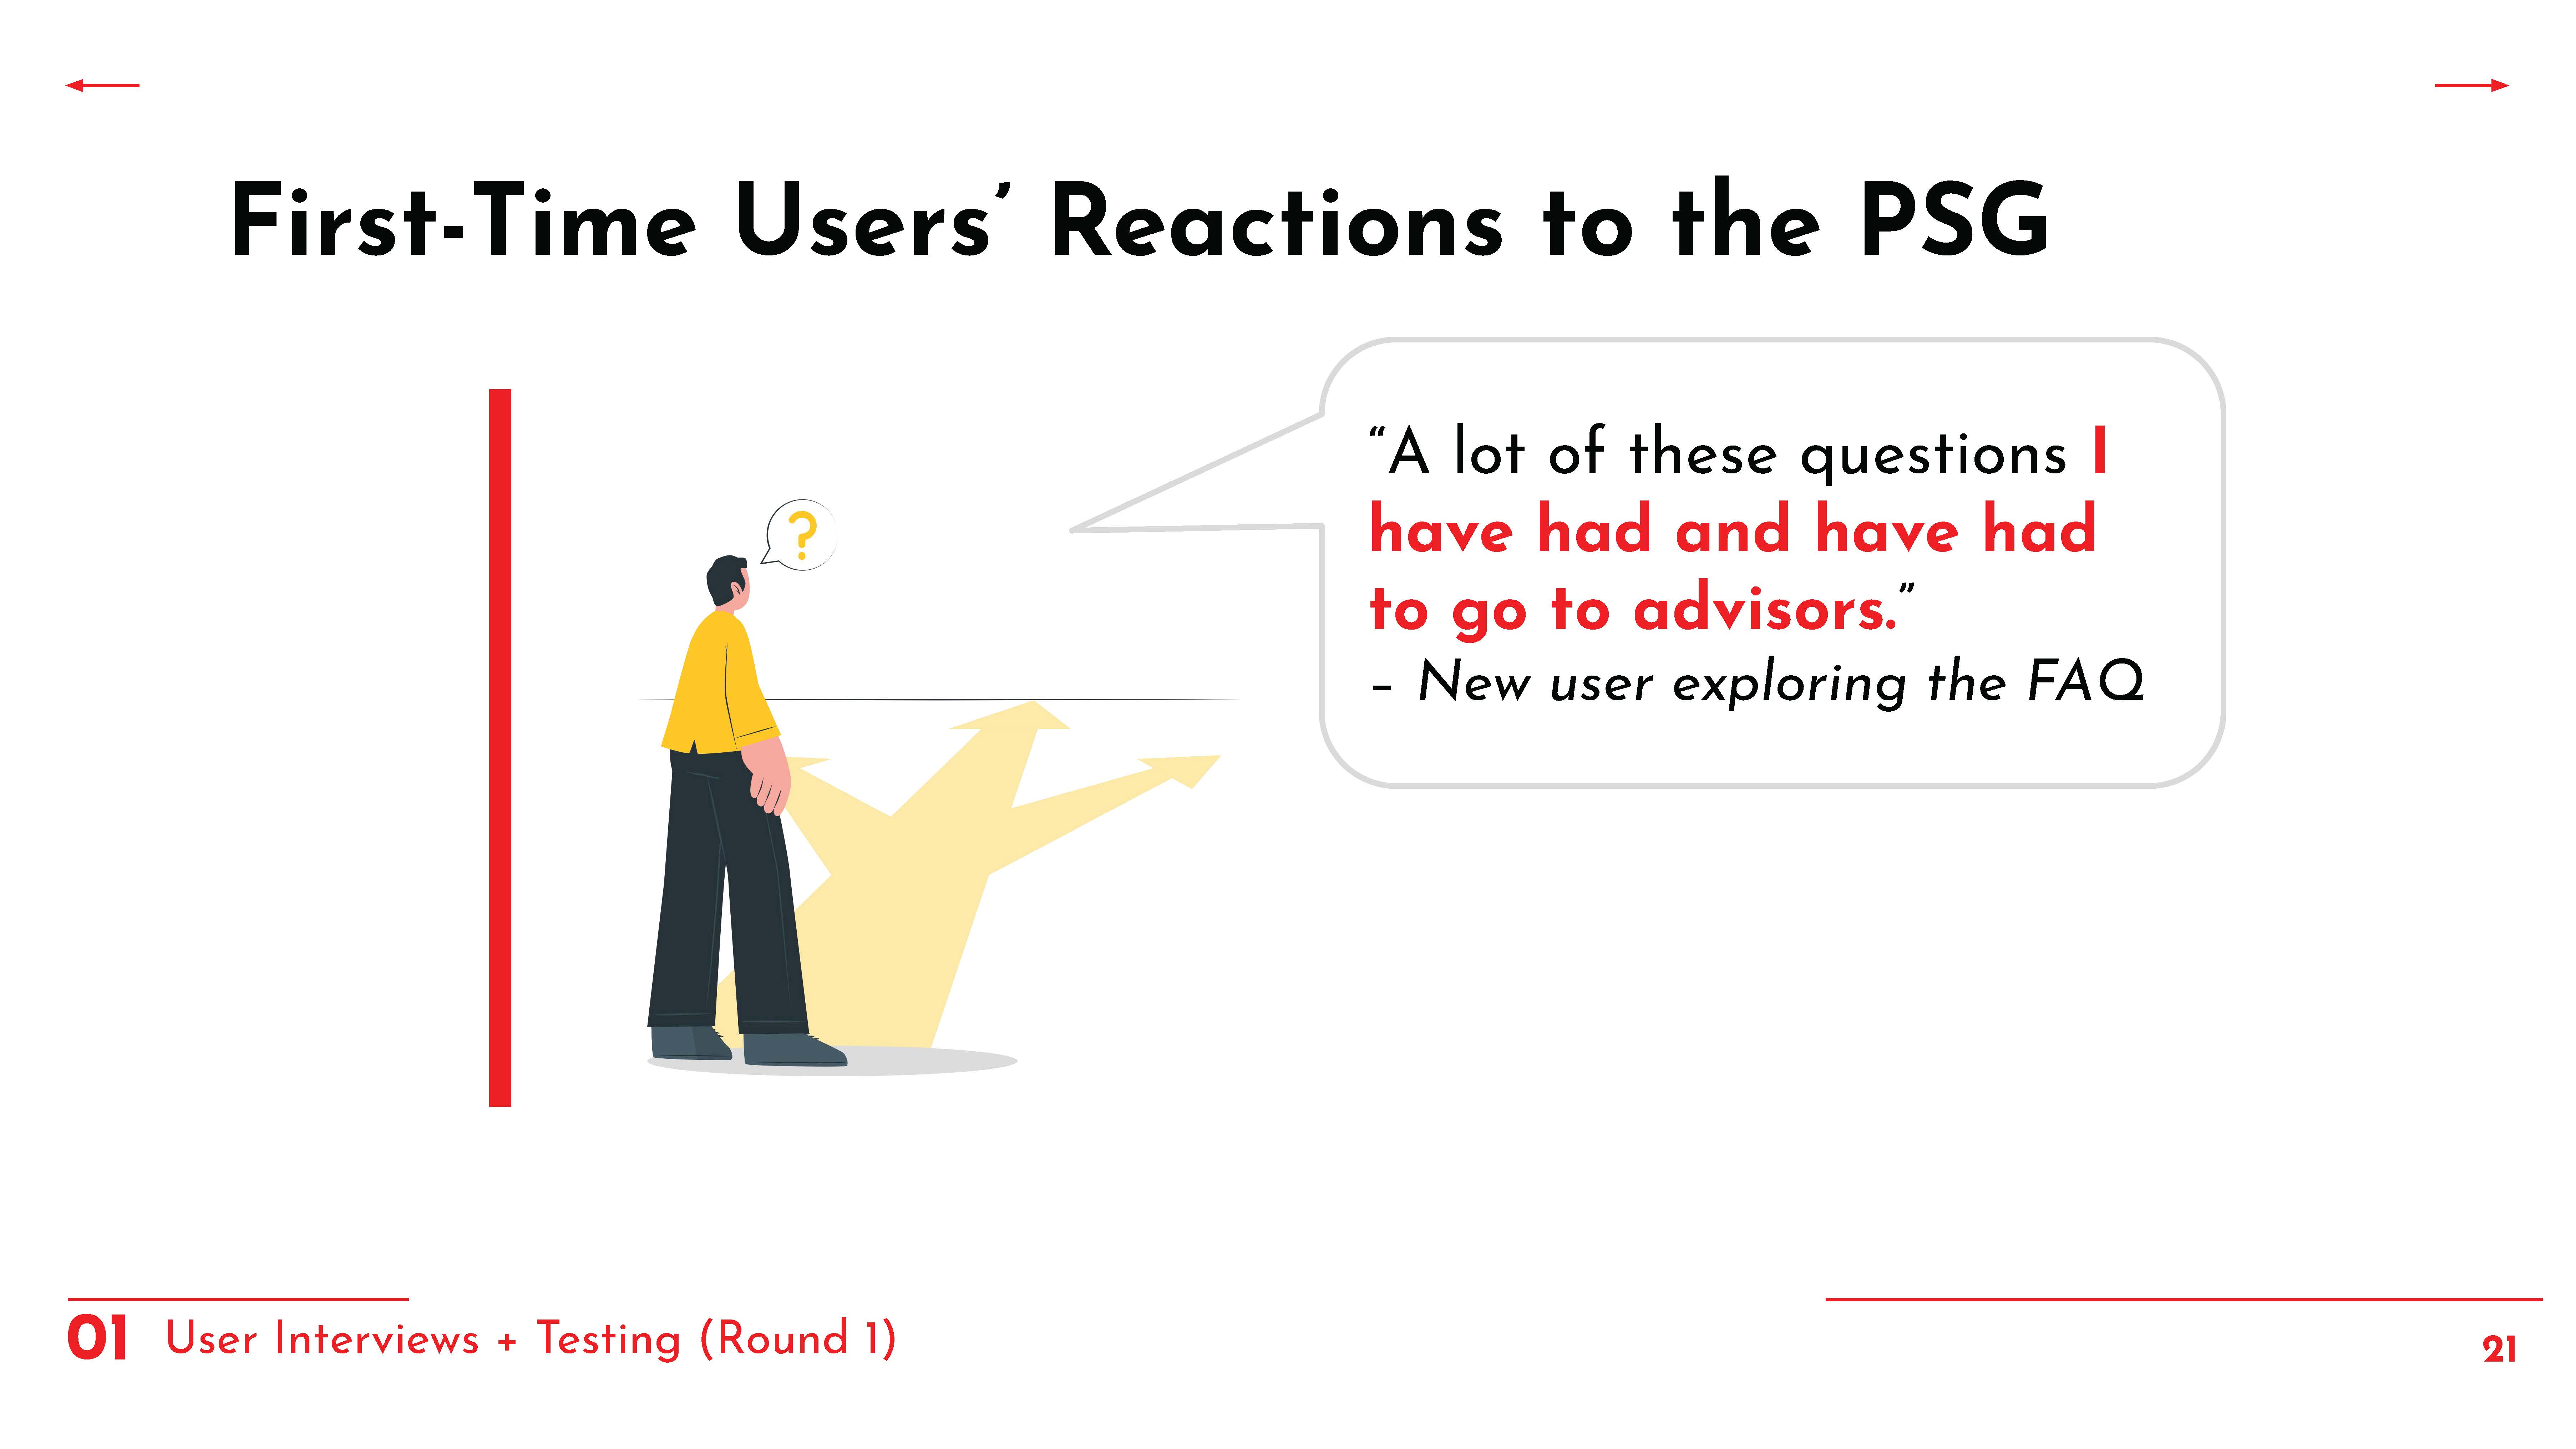 First-Time Users’ Reactions to the PSG
?
“A lot of these questions I
have had and have had
to go to advisors.”
– New user exploring the FAQ
01 User Interviews + Testing (Round 1)
21